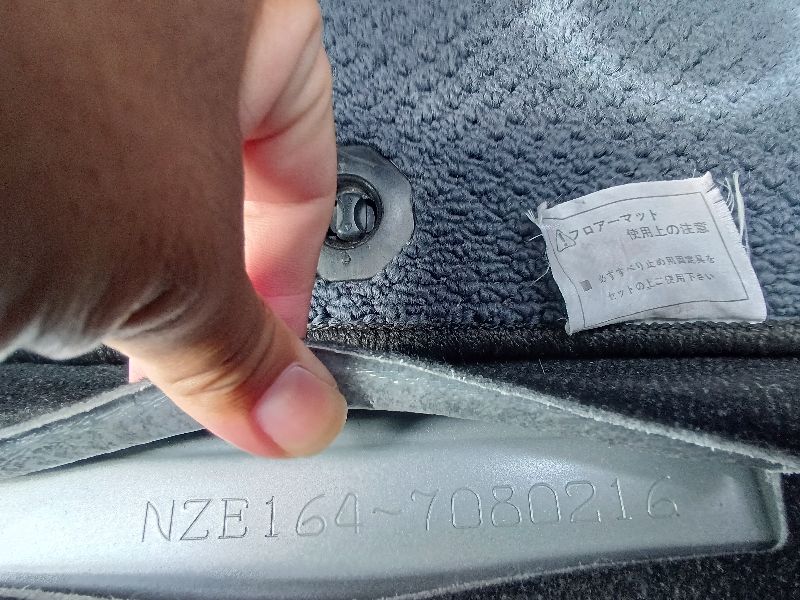 フロアーマット
使用上の注意
■ 必ずすべり止め用固定具を
セットの上ご使用下さい
NZE164-7080216